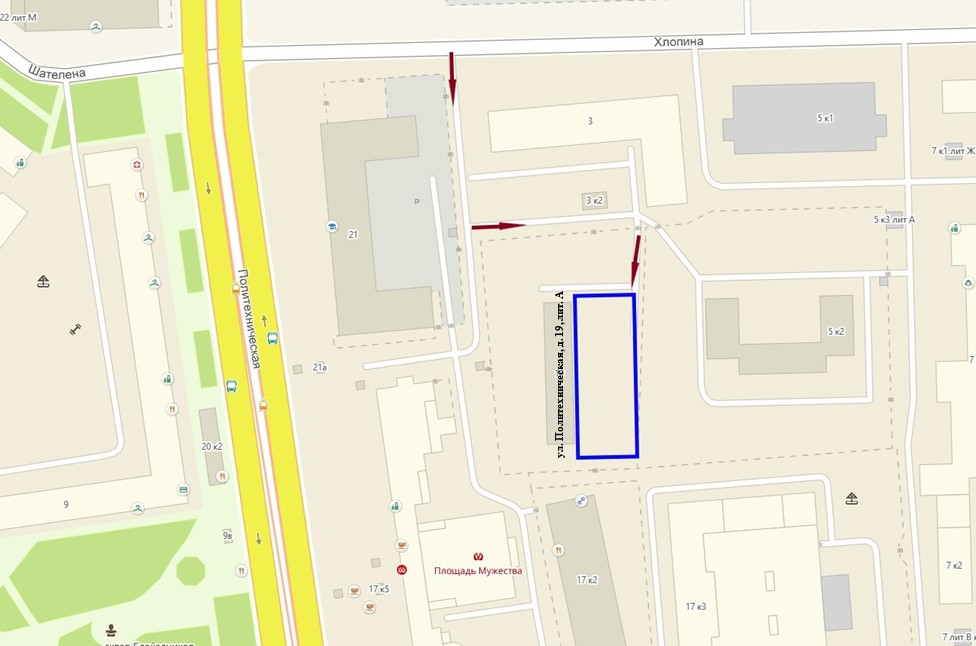 22 лит М
Хлопина
Шателена
3
5 к1
7 к1 лит Ж
3 к2
P
5 к3 лит А
21
Политехническая
ул. Политехническая, д. 19, лит. А
5 к2
21а
7
20 к2
9
9в
Площадь Мужества
17 к2
17 к5
17 к3
7 к2
7 лит В к